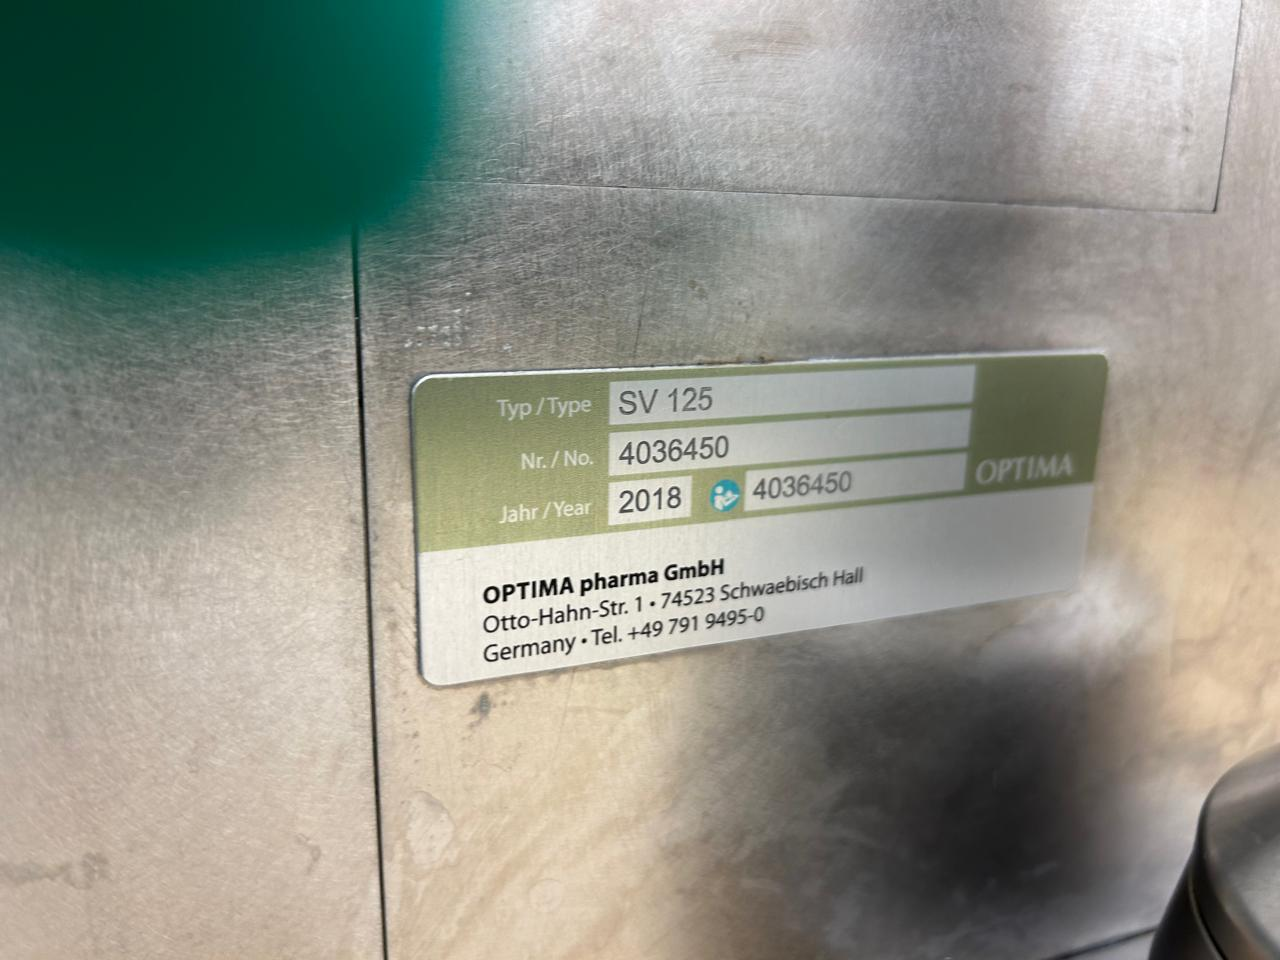 Typ / Type SV 125
Nr. / No. 4036450
Jahr / Year 2018 4036450
OPTIMA
OPTIMA pharma GmbH
Otto-Hahn-Str. 1 • 74523 Schwaebisch Hall
Germany • Tel. +49 791 9495-0